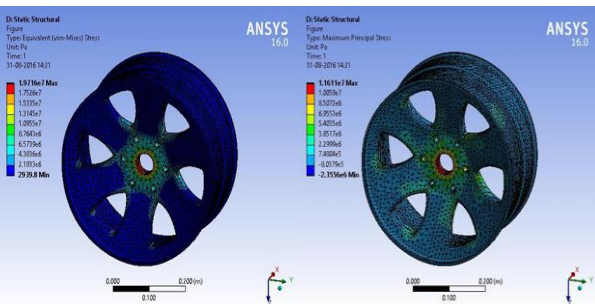 D: Static Structural
Figure
Type: Equivalent (von-Mises) Stress
Unit: Pa
Time: 1
31-08-2016 14:21
1.9716e7 Max
1.7526e7
1.5335e7
1.3145e7
1.0955e7
8.7643e6
6.5739e6
4.3836e6
2.1933e6
2939.8 Min
ANSYS
16.0
0.000
0.200 (m)
0.100
X
Y
D: Static Structural
Figure
Type: Maximum Principal Stress
Unit: Pa
Time: 1
31-08-2016 14:21
1.1611e7 Max
1.0059e7
8.5072e6
6.9553e6
5.4035e6
3.8517e6
2.2998e6
7.4804e5
-8.0379e5
-2.3556e6 Min
ANSYS
16.0
0.000
0.200 (m)
0.100
X
Y